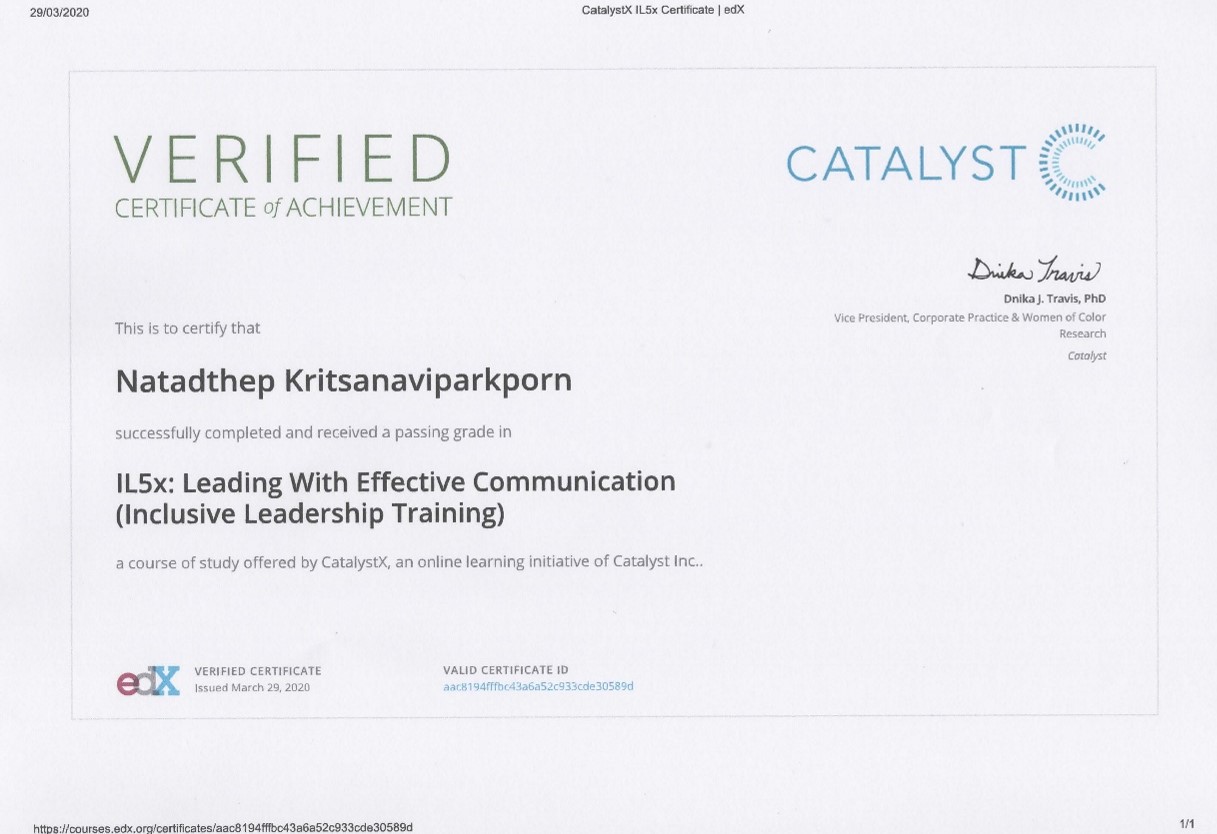 29/03/2020
CatalystX IL5x Certificate | edX
VERIFIED
CERTIFICATE of ACHIEVEMENT
CATALYST
Dnika Travis
Dnika J. Travis, PhD
Vice President, Corporate Practice & Women of Color
Research
Catalyst
This is to certify that
Natadthep Kritsanaviparkporn
successfully completed and received a passing grade in
IL5x: Leading With Effective Communication
(Inclusive Leadership Training)
a course of study offered by CatalystX, an online learning initiative of Catalyst Inc..
edX
VERIFIED CERTIFICATE
Issued March 29, 2020
VALID CERTIFICATE ID
aac8194fffbc43a6a52c933cde30589d
https://courses.edx.org/certificates/aac8194fffbc43a6a52c933cde30589d
1/1